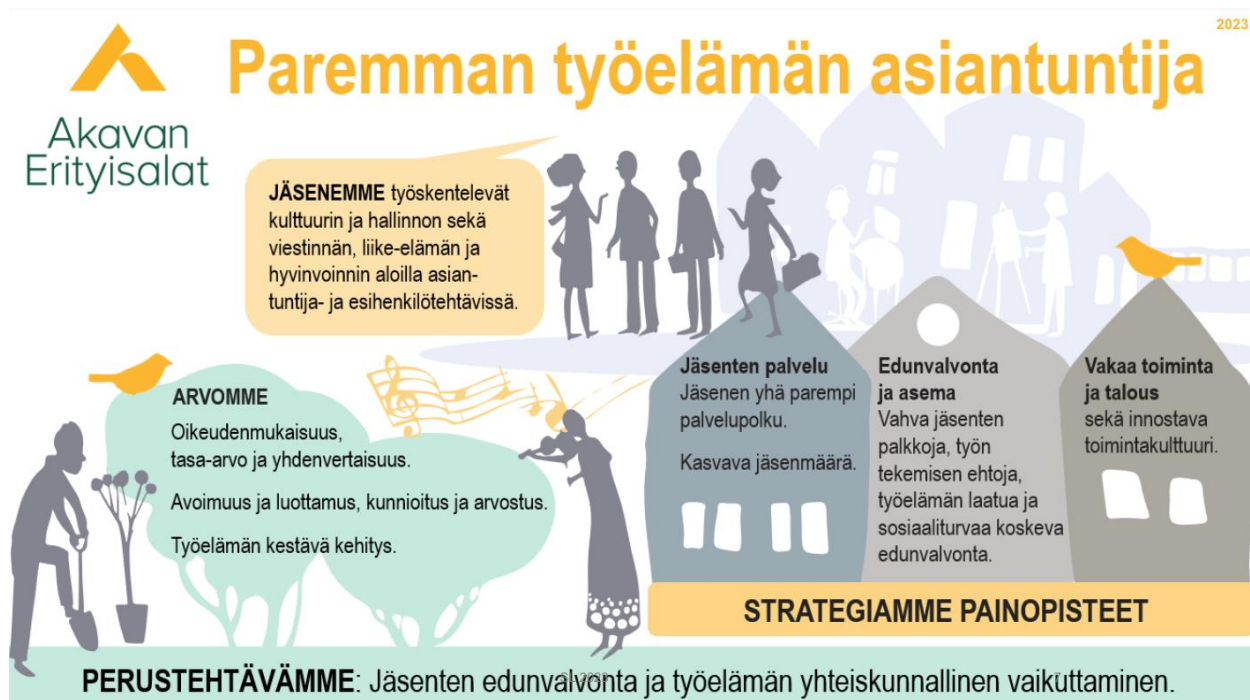 2023
Paremman työelämän asiantuntija
Akavan
Erityisalat
JÄSENEMME työskentelevät
kulttuurin ja hallinnon sekä
viestinnän, liike-elämän ja
hyvinvoinnin aloilla asian-
tuntija- ja esihenkilötehtävissä.
ARVOMME
Oikeudenmukaisuus,
tasa-arvo ja yhdenvertaisuus.
Avoimuus ja luottamus, kunnioitus ja arvostus.
Työelämän kestävä kehitys.
Jäsenten palvelu
Jäsenen yhä parempi
palvelupolku.
Kasvava jäsenmäärä.
Edunvalvonta
ja asema
Vahva jäsenten
palkkoja, työn
tekemisen ehtoja,
työelämän laatua ja
sosiaaliturvaa koskeva
edunvalvonta.
Vakaa toiminta
ja talous
sekä innostava
toimintakulttuuri.
STRATEGIAMME PAINOPISTEET
PERUSTEHTÄVÄMME: Jäsenten edunvalvonta ja työelämän yhteiskunnallinen vaikuttaminen.